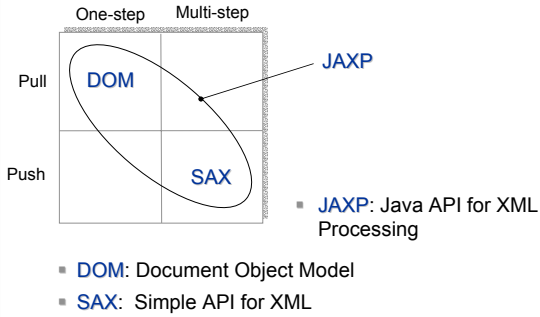 One-step Multi-step
JAXP
Pull DOM
Push SAX
JAXP: Java API for XML
Processing
DOM: Document Object Model
SAX: Simple API for XML